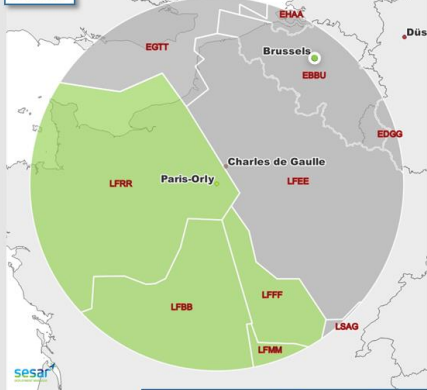 EHAA
Düs
EGTT
Brussels
EBBU
EDGG
Charles de Gaulle
Paris-Orly
LFRR
LFEE
LFFF
LFBB
LSAG
LFMM
sesar